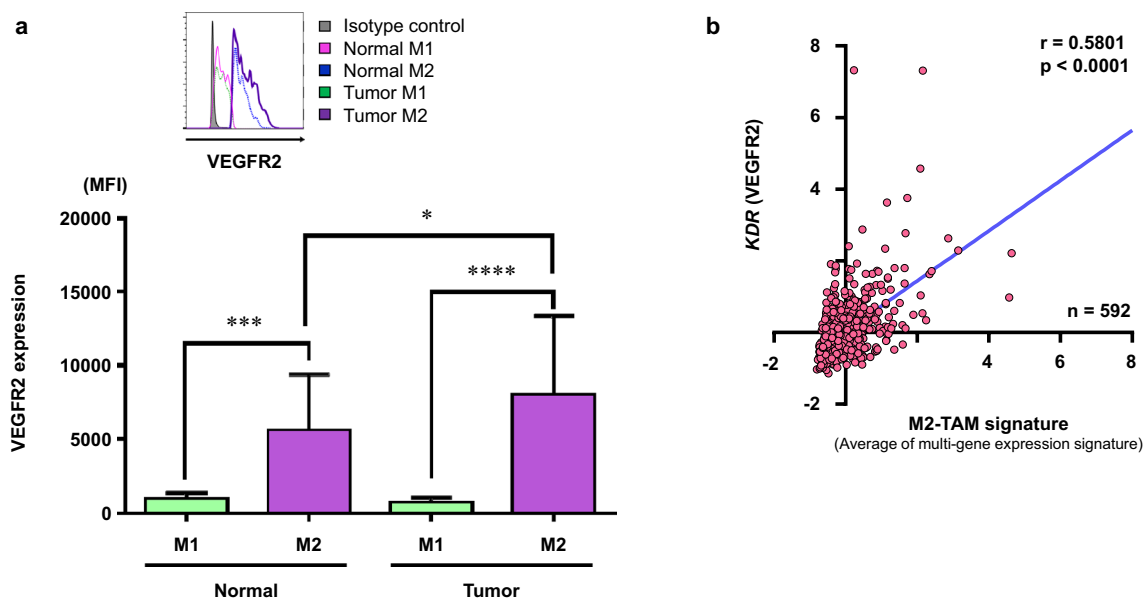 a
Isotype control
Normal M1
Normal M2
Tumor M1
Tumor M2
VEGFR2
(MFI)
VEGFR2 expression
20000
15000
10000
5000
0
*
***
****
M1
M2
M1
M2
Normal
Tumor
b
r = 0.5801
p < 0.0001
KDR (VEGFR2)
8
6
4
-2
n = 592
-2
2
4
6
8
M2-TAM signature
(Average of multi-gene expression signature)